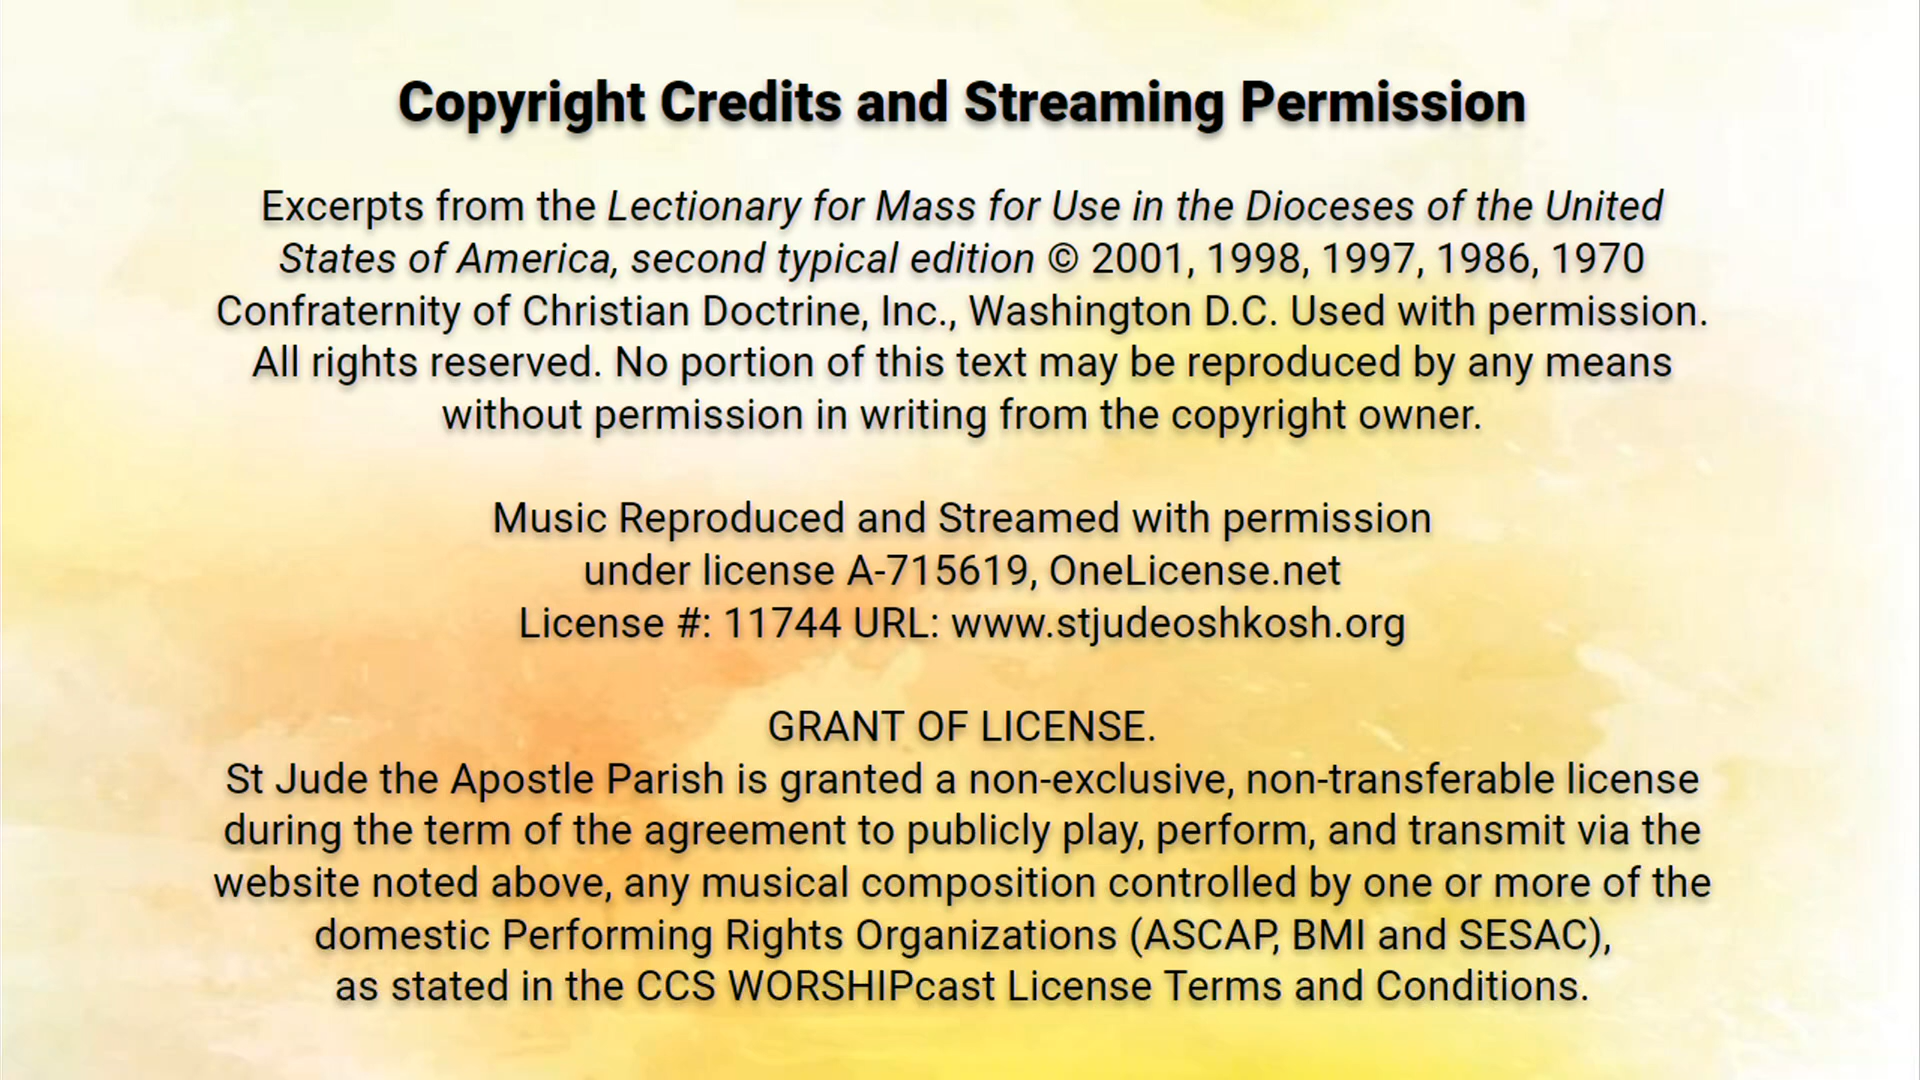 Copyright Credits and Streaming Permission
Excerpts from the Lectionary for Mass for Use in the Dioceses of the United
States of America, second typical edition © 2001, 1998, 1997, 1986, 1970
Confraternity of Christian Doctrine, Inc., Washington D.C. Used with permission.
All rights reserved. No portion of this text may be reproduced by any means
without permission in writing from the copyright owner.
Music Reproduced and Streamed with permission
under license A-715619, OneLicense.net
License #: 11744 URL: www.stjudeoshkosh.org
GRANT OF LICENSE.
St Jude the Apostle Parish is granted a non-exclusive, non-transferable license
during the term of the agreement to publicly play, perform, and transmit via the
website noted above, any musical composition controlled by one or more of the
domestic Performing Rights Organizations (ASCAP, BMI and SESAC),
as stated in the CCS WORSHIPcast License Terms and Conditions.